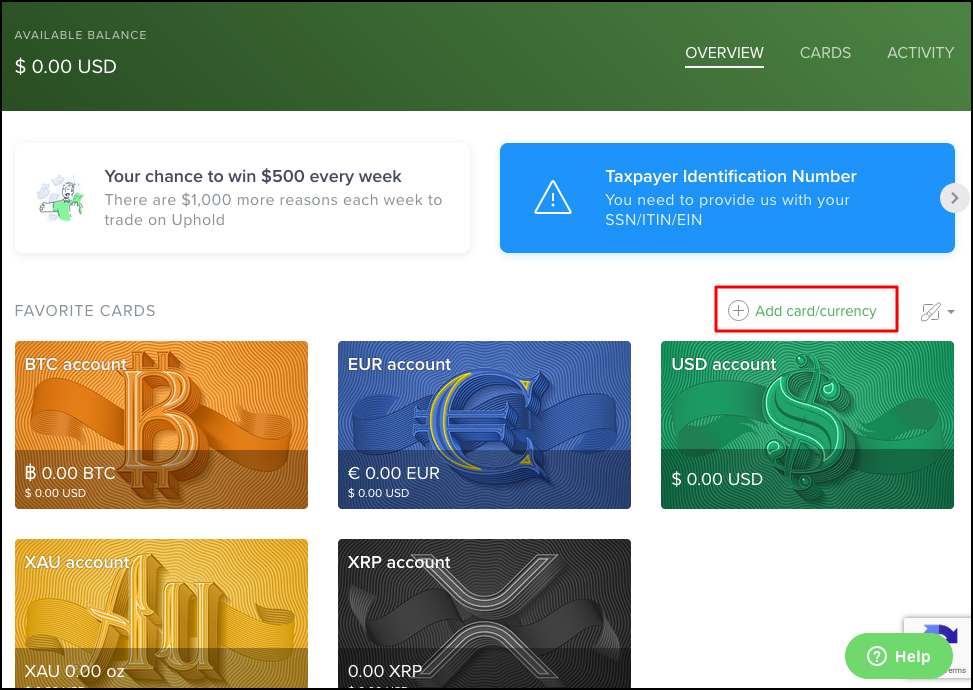 AVAILABLE BALANCE
$ 0.00 USD
OVERVIEW
CARDS
ACTIVITY
Your chance to win $500 every week
There are $1,000 more reasons each week to
trade on Uphold
Taxpayer Identification Number
You need to provide us with your
SSN/ITIN/EIN
FAVORITE CARDS
Add card/currency
BTC account
฿ 0.00 BTC
$ 0.00 USD
EUR account
€ 0.00 EUR
$ 0.00 USD
USD account
$ 0.00 USD
XAU account
XAU 0.00 oz
XRP account
0.00 XRP
Help